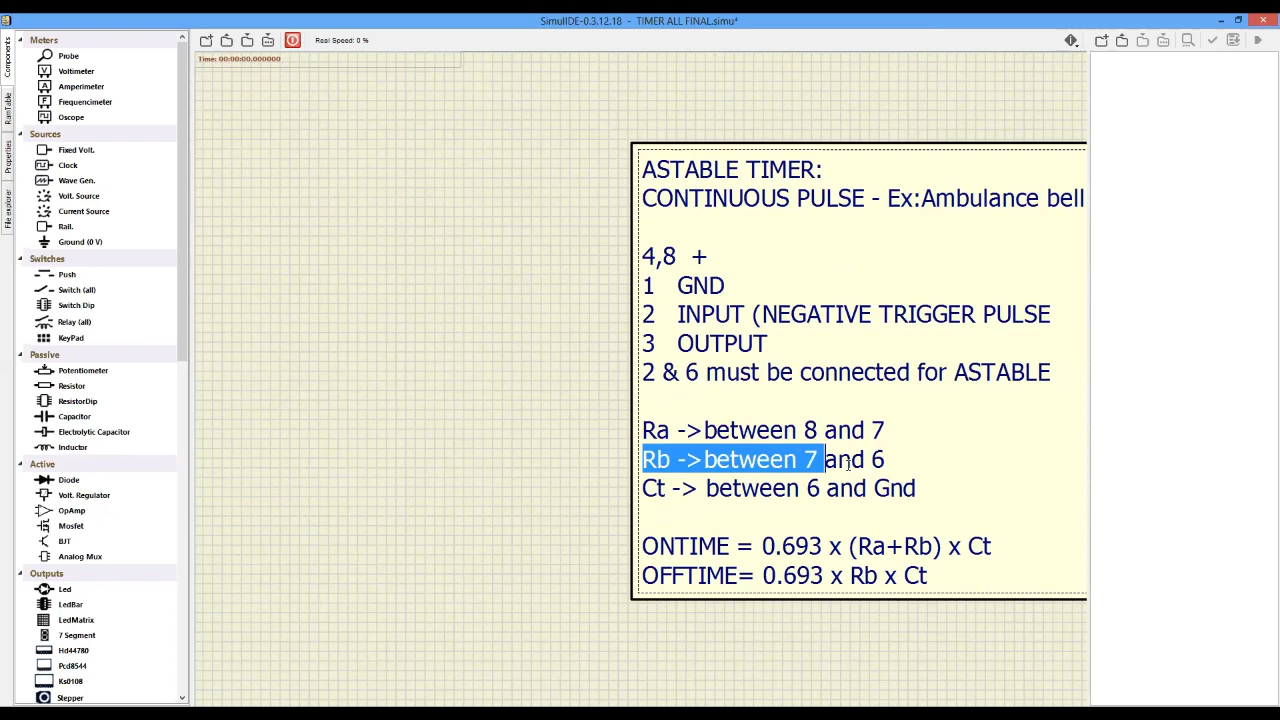 SimulIDE-0.3.12.18 - TIMER ALL FINAL.simu*
Real Speed: 0 %
Time: 00:00:00.000000
Components
RamTable
Properties
File explorer
Meters
Probe
Voltimeter
Amperimeter
Frequencimeter
Oscope
Sources
Fixed Volt.
Clock
Wave Gen.
Volt. Source
Current Source
Rail.
Ground (0 V)
Switches
Push
Switch (all)
Switch Dip
Relay (all)
KeyPad
Passive
Potentiometer
Resistor
ResistorDip
Capacitor
Electrolytic Capacitor
Inductor
Active
Diode
Volt. Regulator
OpAmp
Mosfet
BJT
Analog Mux
Outputs
Led
LedBar
LedMatrix
7 Segment
Hd44780
Pcd8544
Ks0108
Stepper
ASTABLE TIMER:
CONTINUOUS PULSE - Ex:Ambulance bell
4,8 +
1 GND
2 INPUT (NEGATIVE TRIGGER PULSE
3 OUTPUT
2 & 6 must be connected for ASTABLE
Ra ->between 8 and 7
Rb ->between 7 and 6
Ct -> between 6 and Gnd
ONTIME = 0.693 x (Ra+Rb) x Ct
OFFTIME= 0.693 x Rb x Ct